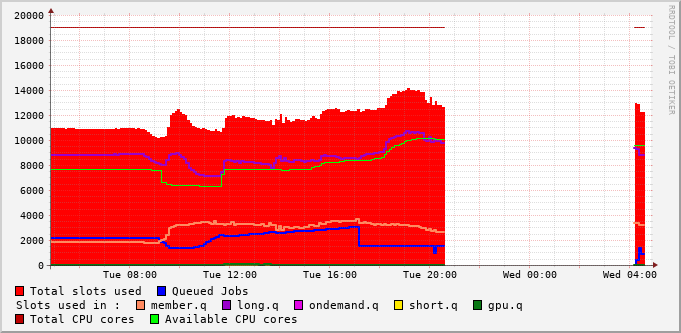 20000
18000
16000
14000
12000
10000
8000
6000
4000
2000
0
Tue 08:00 Tue 12:00 Tue 16:00 Tue 20:00 Wed 00:00 Wed 04:00
Total slots used Queued Jobs
Slots used in : member.q long.q ondemand.q short.q gpu.q
Total CPU cores Available CPU cores
RRDTOOL / TOBI OETIKER